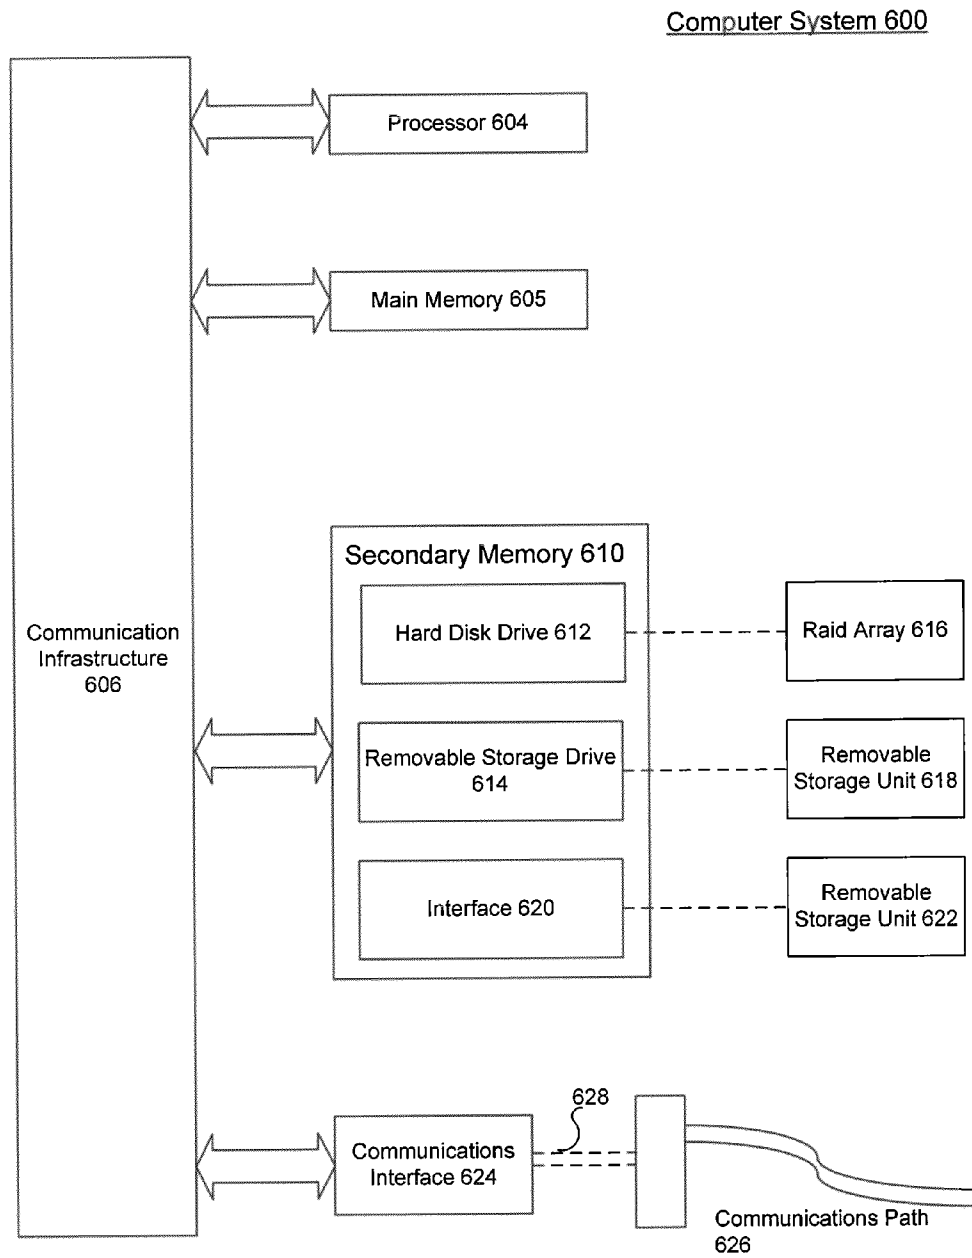 Computer System 600
Processor 604
Main Memory 605
Secondary Memory 610
Hard Disk Drive 612
Raid Array 616
Communication
Infrastructure
606
Removable Storage Drive
614
Removable
Storage Unit 618
Interface 620
Removable
Storage Unit 622
628
Communications
Interface 624
Communications Path
626